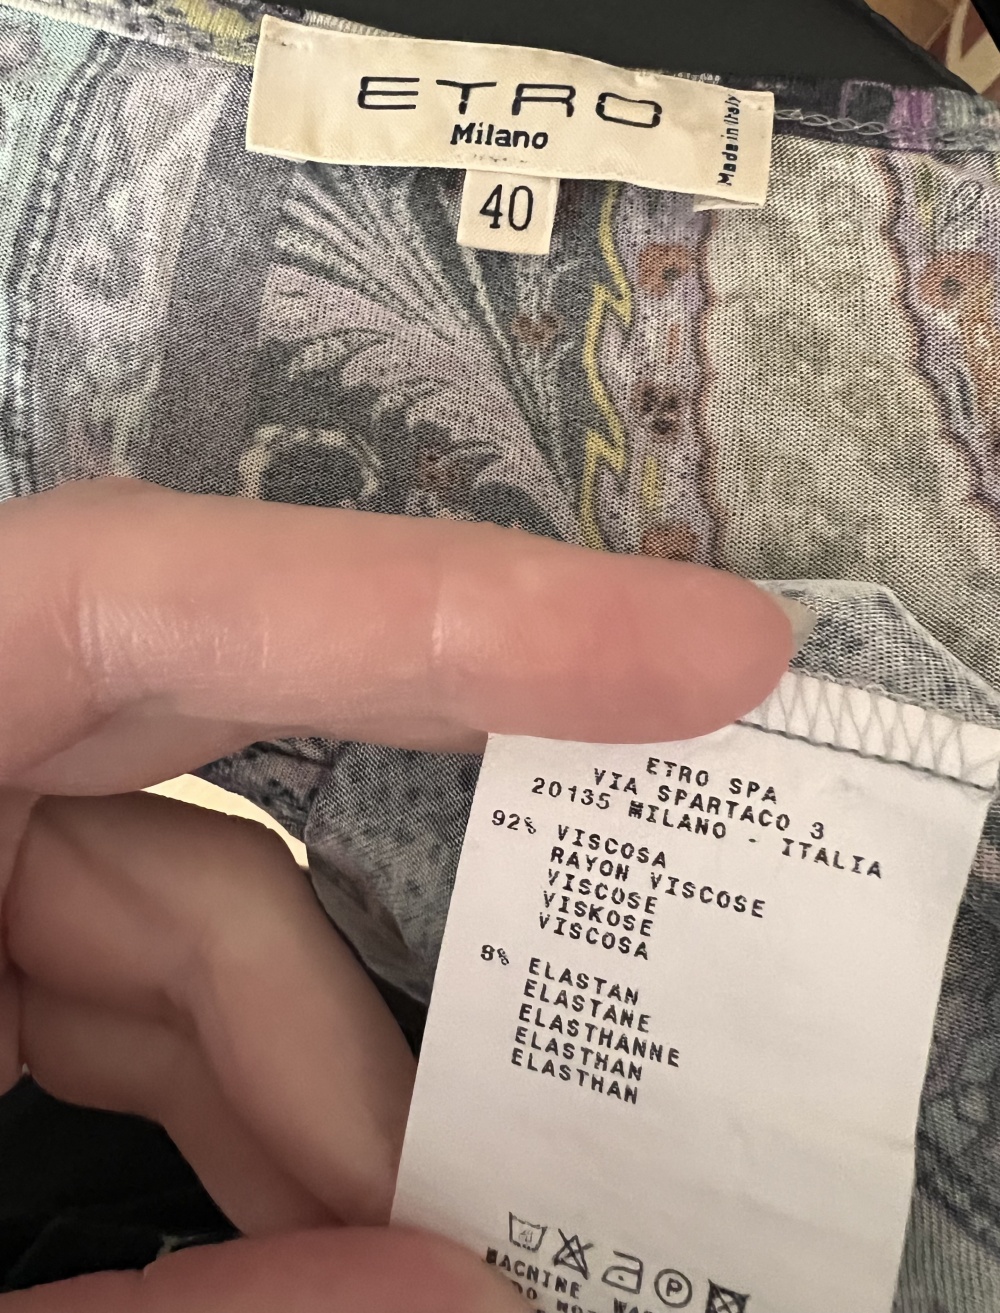 ETRO
Milano
Made in Italy
40
ETRO SPA
VIA SPARTACO 3
20135 MILANO - ITALIA
92% VISCOSA
RAYON VISCOSE
VISCOSE
VISKOSE
VISCOSA
8% ELASTAN
ELASTANE
ELASTHANNE
ELASTHAN
ELASTHAN
P
MACHINE